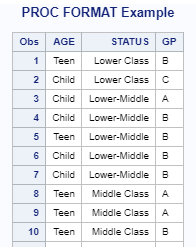 PROC FORMAT Example
Obs AGE STATUS GP
1 Teen Lower Class B
2 Child Lower Class C
3 Child Lower-Middle A
4 Child Lower-Middle B
5 Teen Lower-Middle B
6 Child Lower-Middle B
7 Child Lower-Middle B
8 Teen Middle Class A
9 Teen Middle Class A
10 Teen Middle Class B